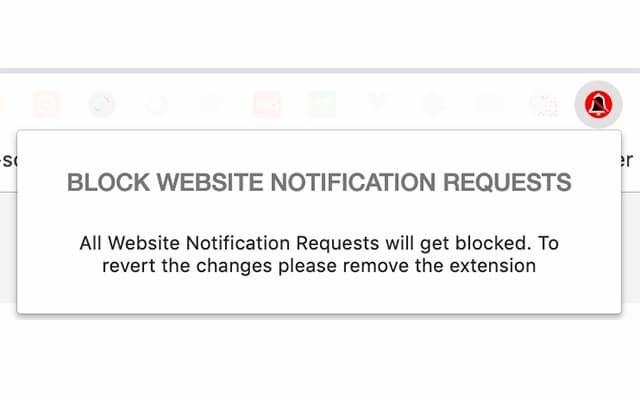 BLOCK WEBSITE NOTIFICATION REQUESTS
All Website Notification Requests will get blocked. To
revert the changes please remove the extension